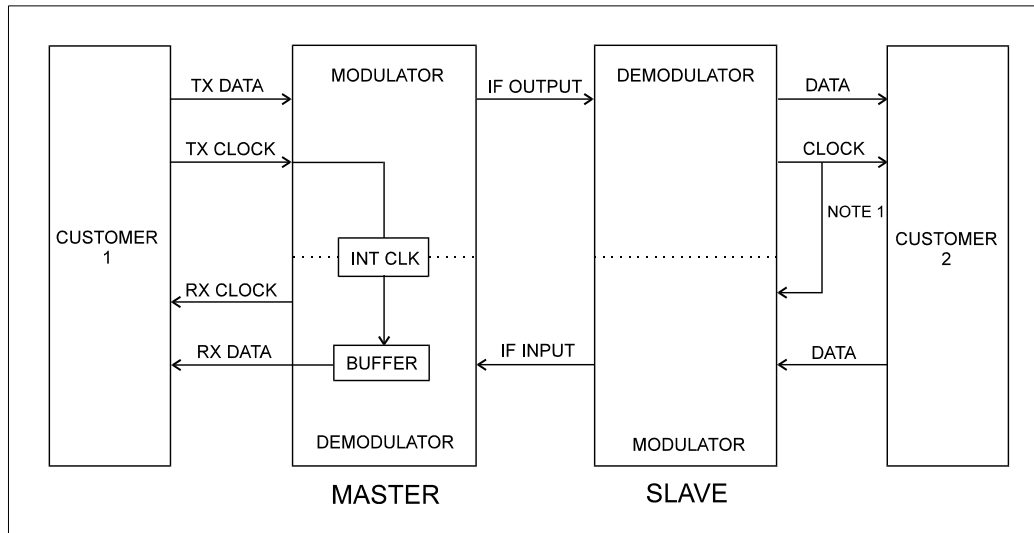 MODULATOR
DEMODULATOR
TX DATA
IF OUTPUT
DATA
TX CLOCK
CLOCK
NOTE 1
CUSTOMER
1
INT CLK
CUSTOMER
2
RX CLOCK
RX DATA
BUFFER
IF INPUT
DATA
DEMODULATOR
MODULATOR
MASTER
SLAVE